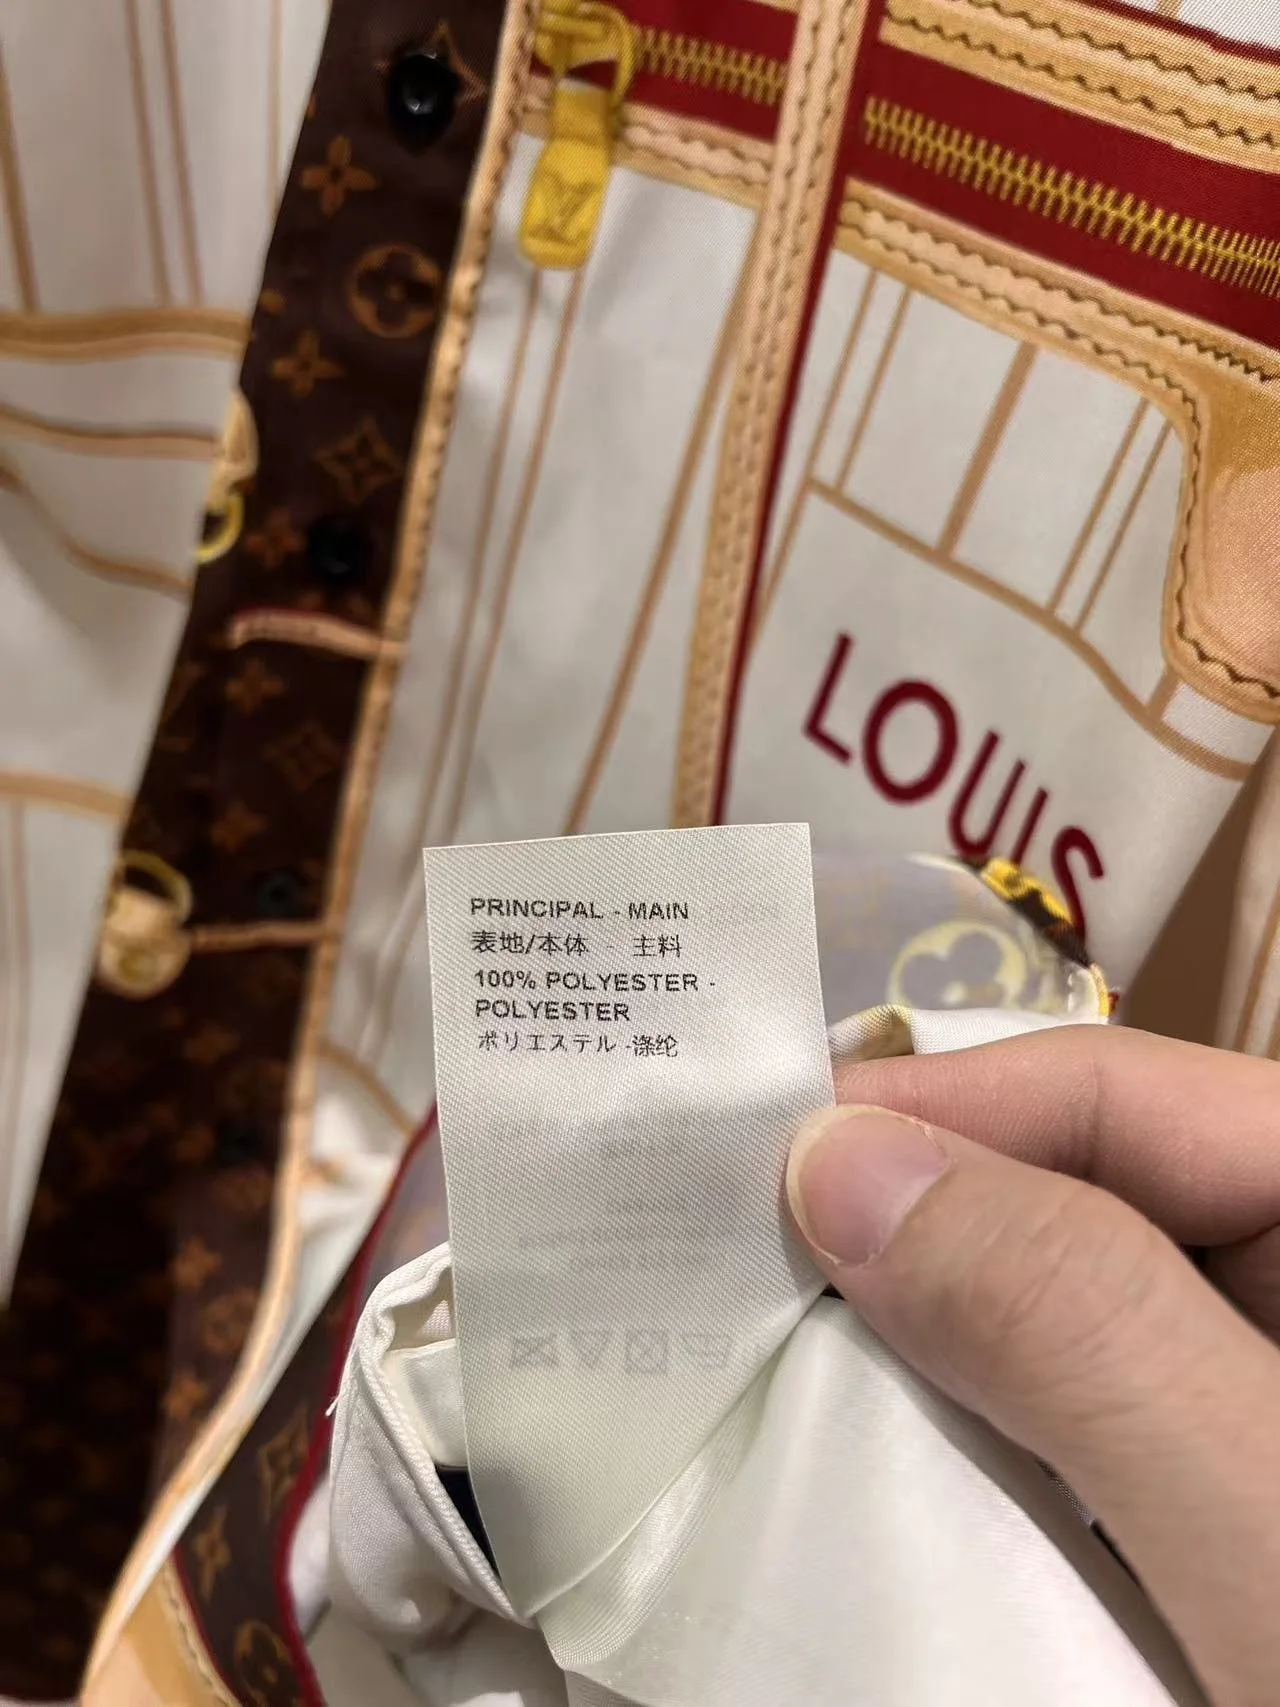 LOUIS
PRINCIPAL - MAIN
表地/本体 - 主料
100% POLYESTER -
POLYESTER
ポリエステル -涤纶